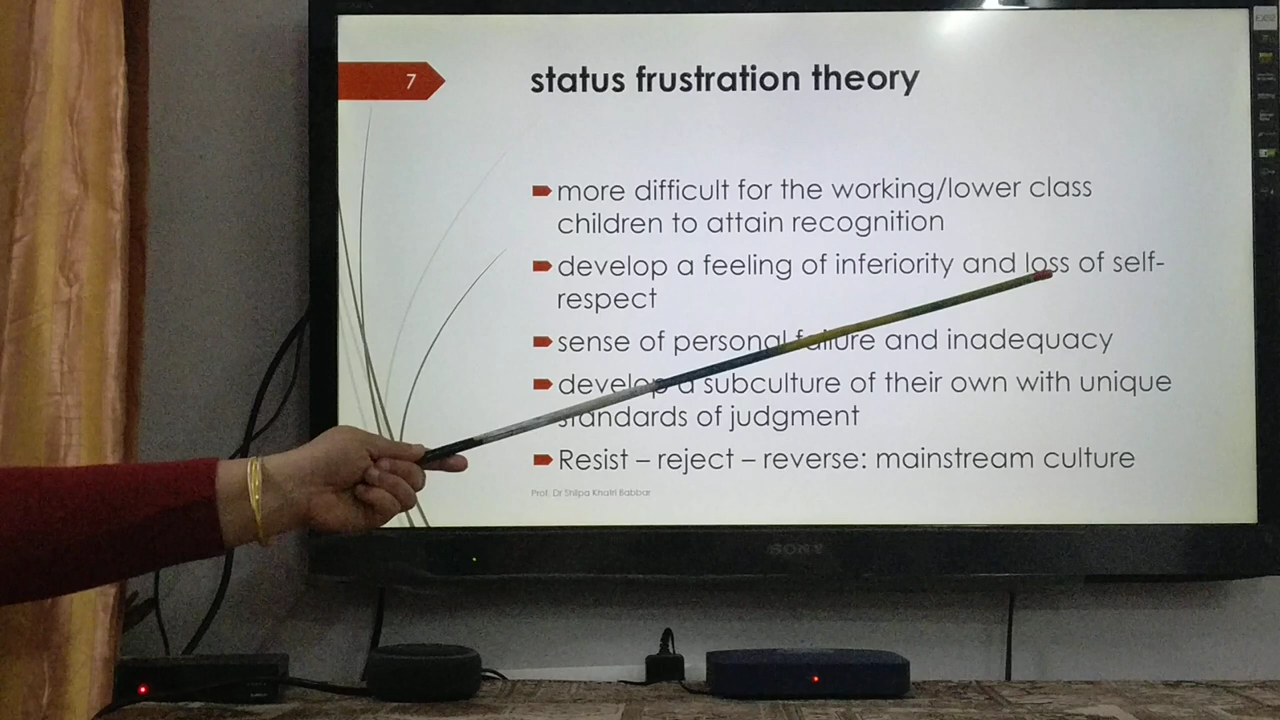 7
status frustration theory
more difficult for the working/lower class
children to attain recognition
develop a feeling of inferiority and loss of self-
respect
sense of personal failure and inadequacy
develop a subculture of their own with unique
standards of judgment
Resist – reject – reverse: mainstream culture
Prof. Dr Shilpa Khatri Babbar
SONY